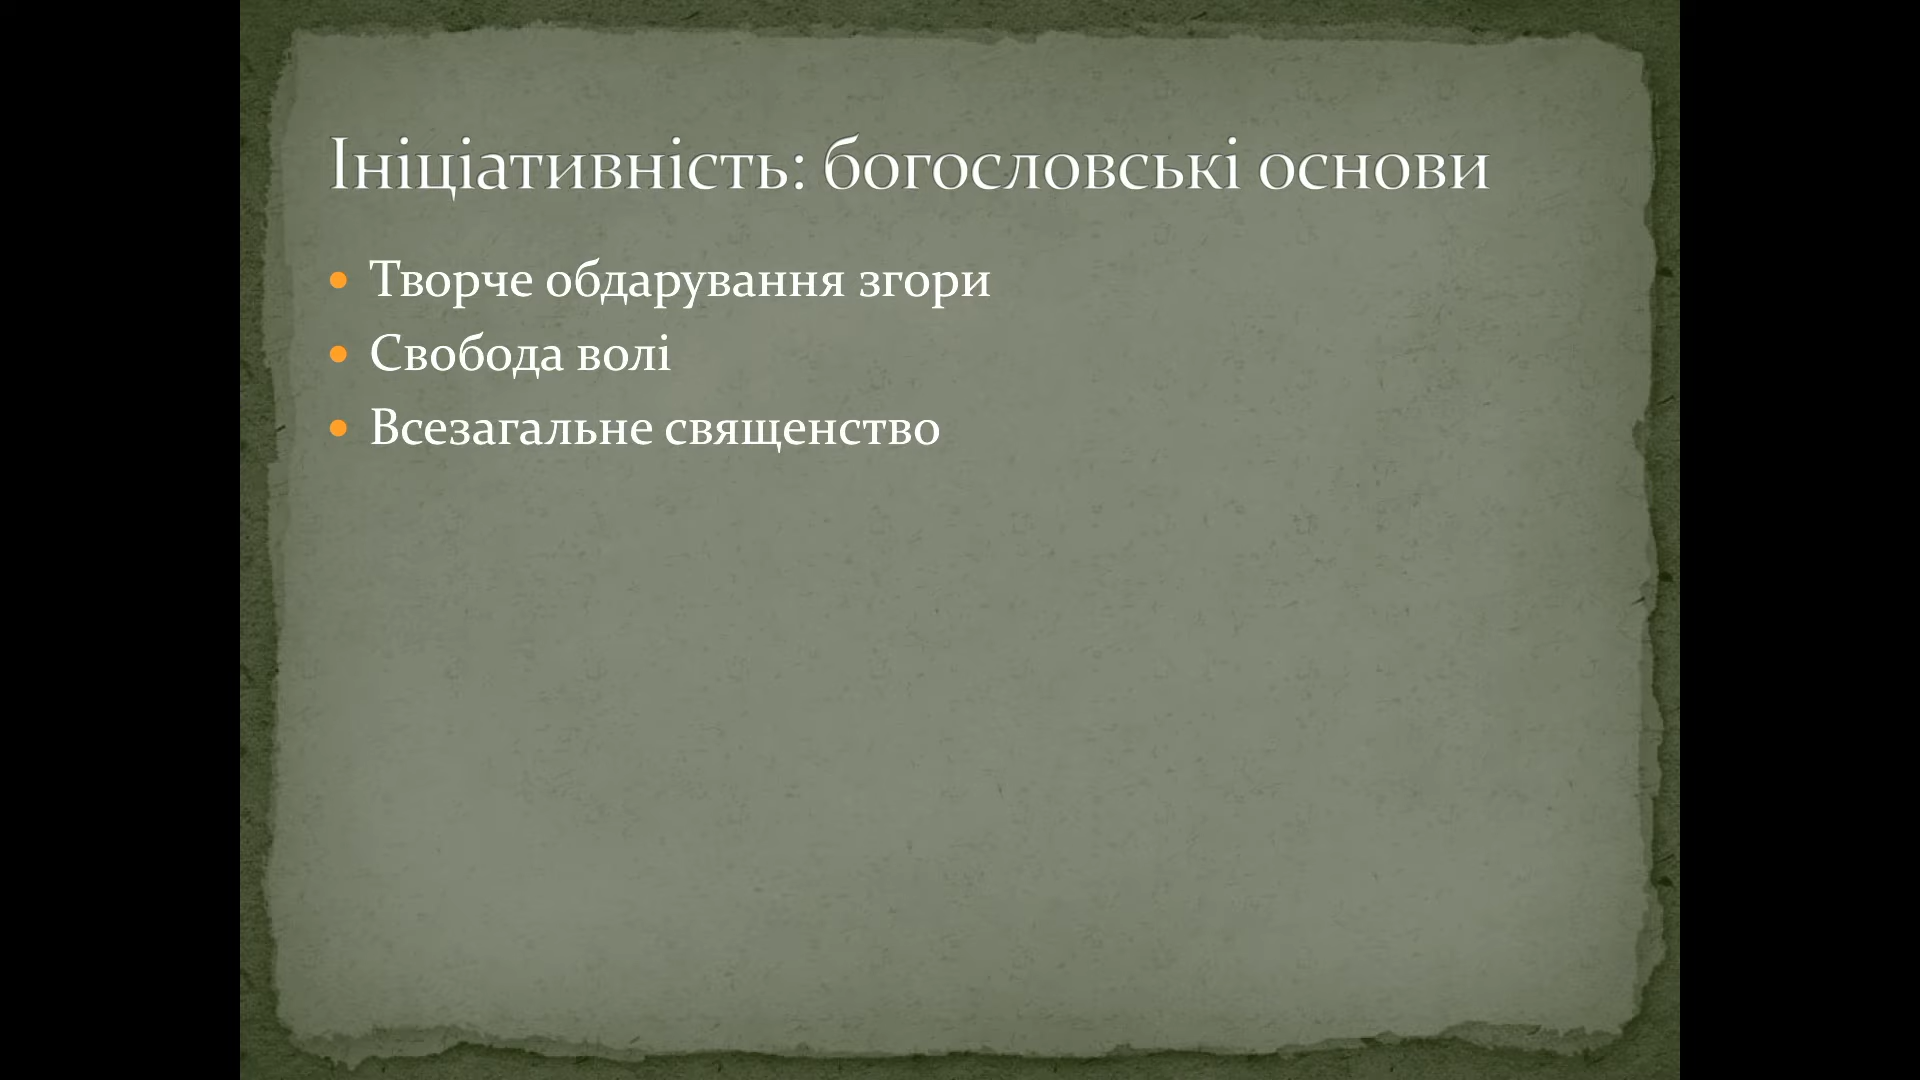 Ініціативність: богословські основи
Творче обдарування згори
Свобода волі
Всезагальне священство